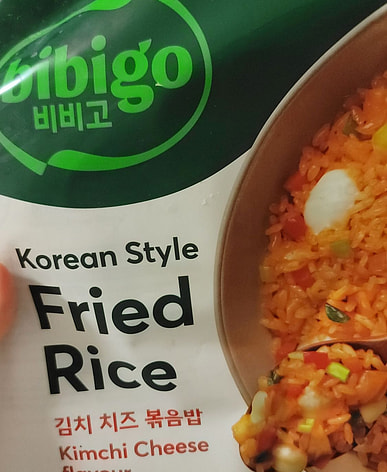 bibigo
비비고
Korean Style
Fried
Rice
김치 치즈 볶음밥
Kimchi Cheese